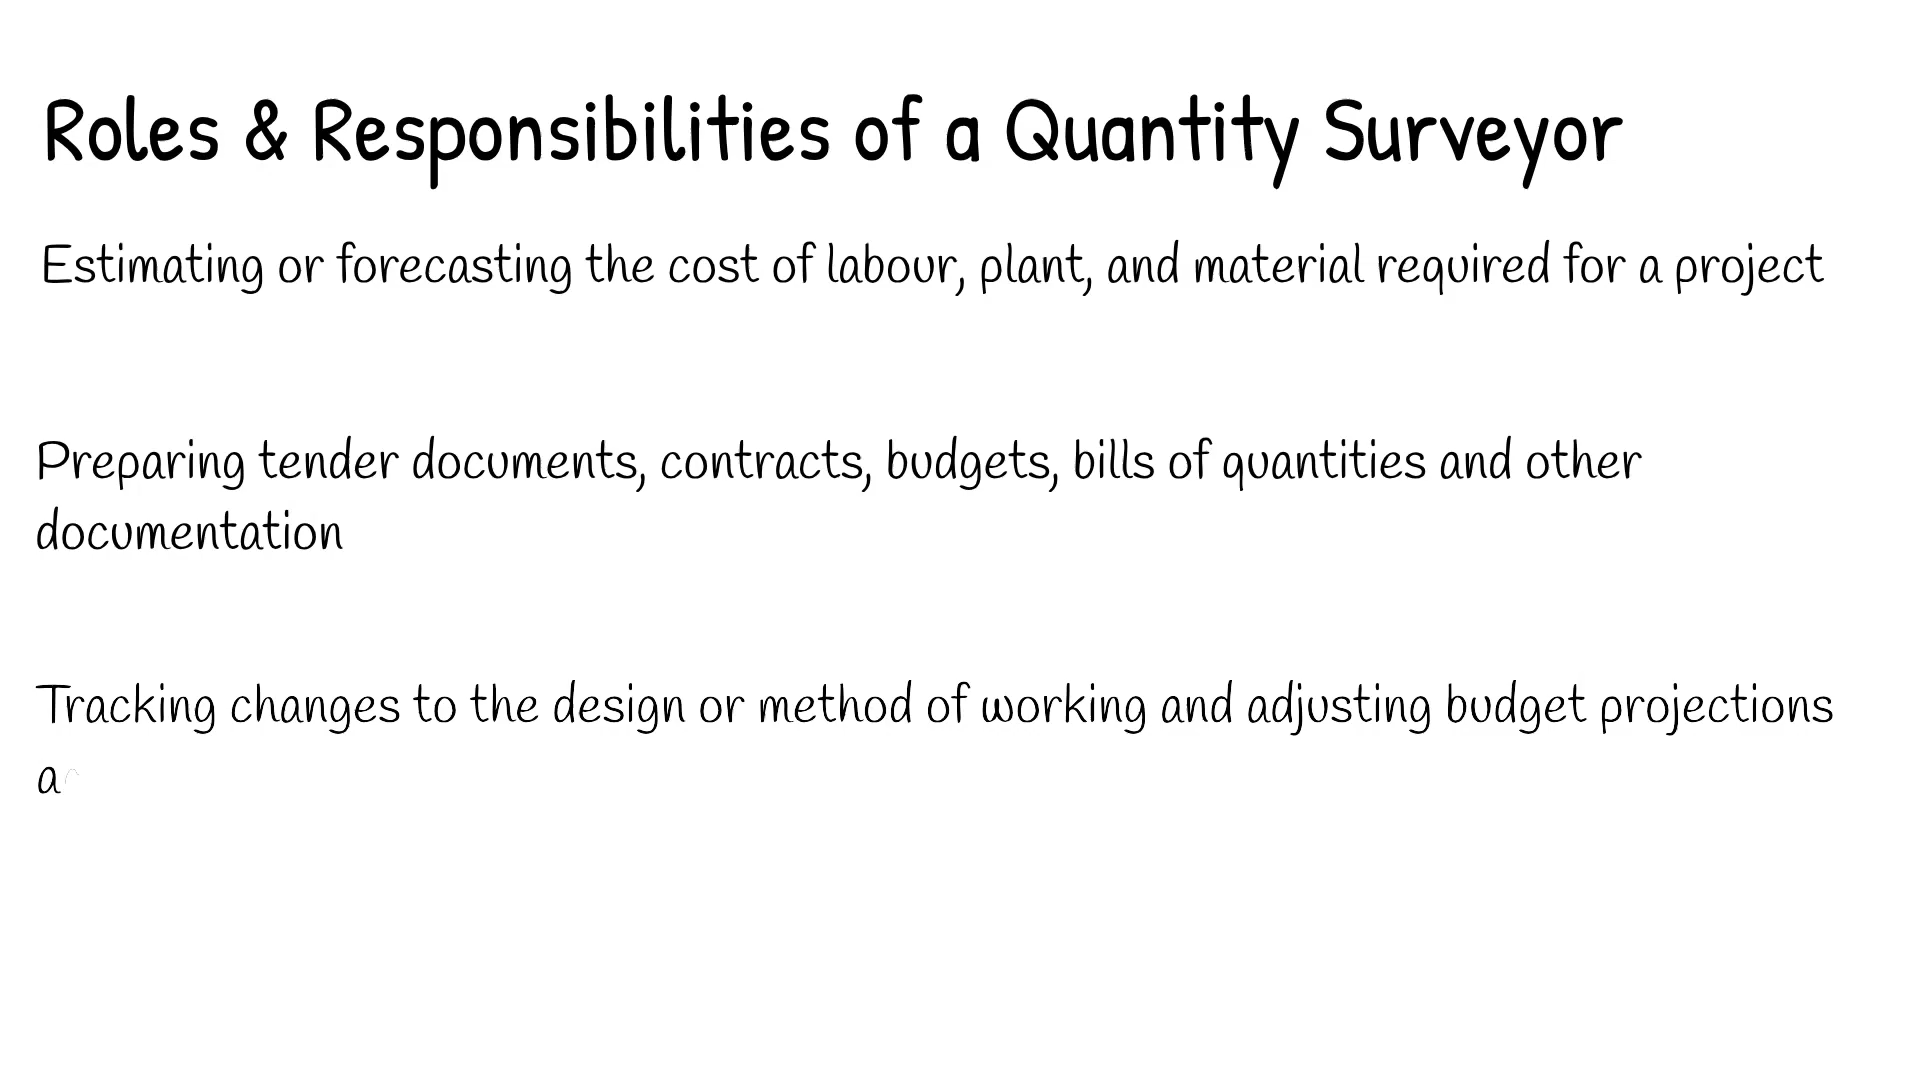 Roles & Responsibilities of a Quantity Surveyor
Estimating or forecasting the cost of labour, plant, and material required for a project
Preparing tender documents, contracts, budgets, bills of quantities and other
documentation
Tracking changes to the design or method of working and adjusting budget projections
a